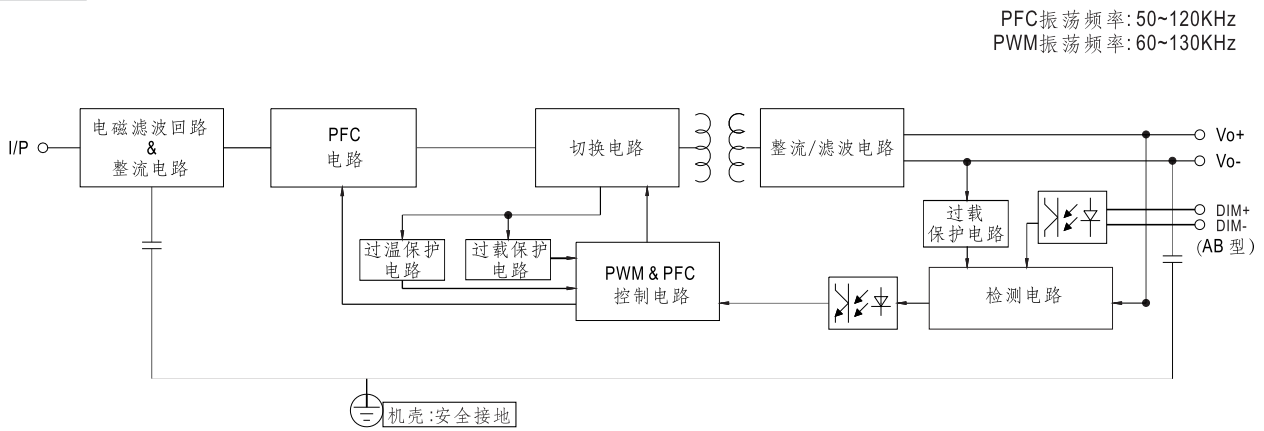 PFC振荡频率: 50~120KHz
PWM振荡频率: 60~130KHz
I/P
电磁滤波回路
&
整流电路
PFC
电路
切换电路
整流/滤波电路
Vo+
Vo-
过载
保护电路
DIM+
DIM-
(AB 型)
过温保护
电路
过载保护
电路
PWM & PFC
控制电路
检测电路
机壳:安全接地